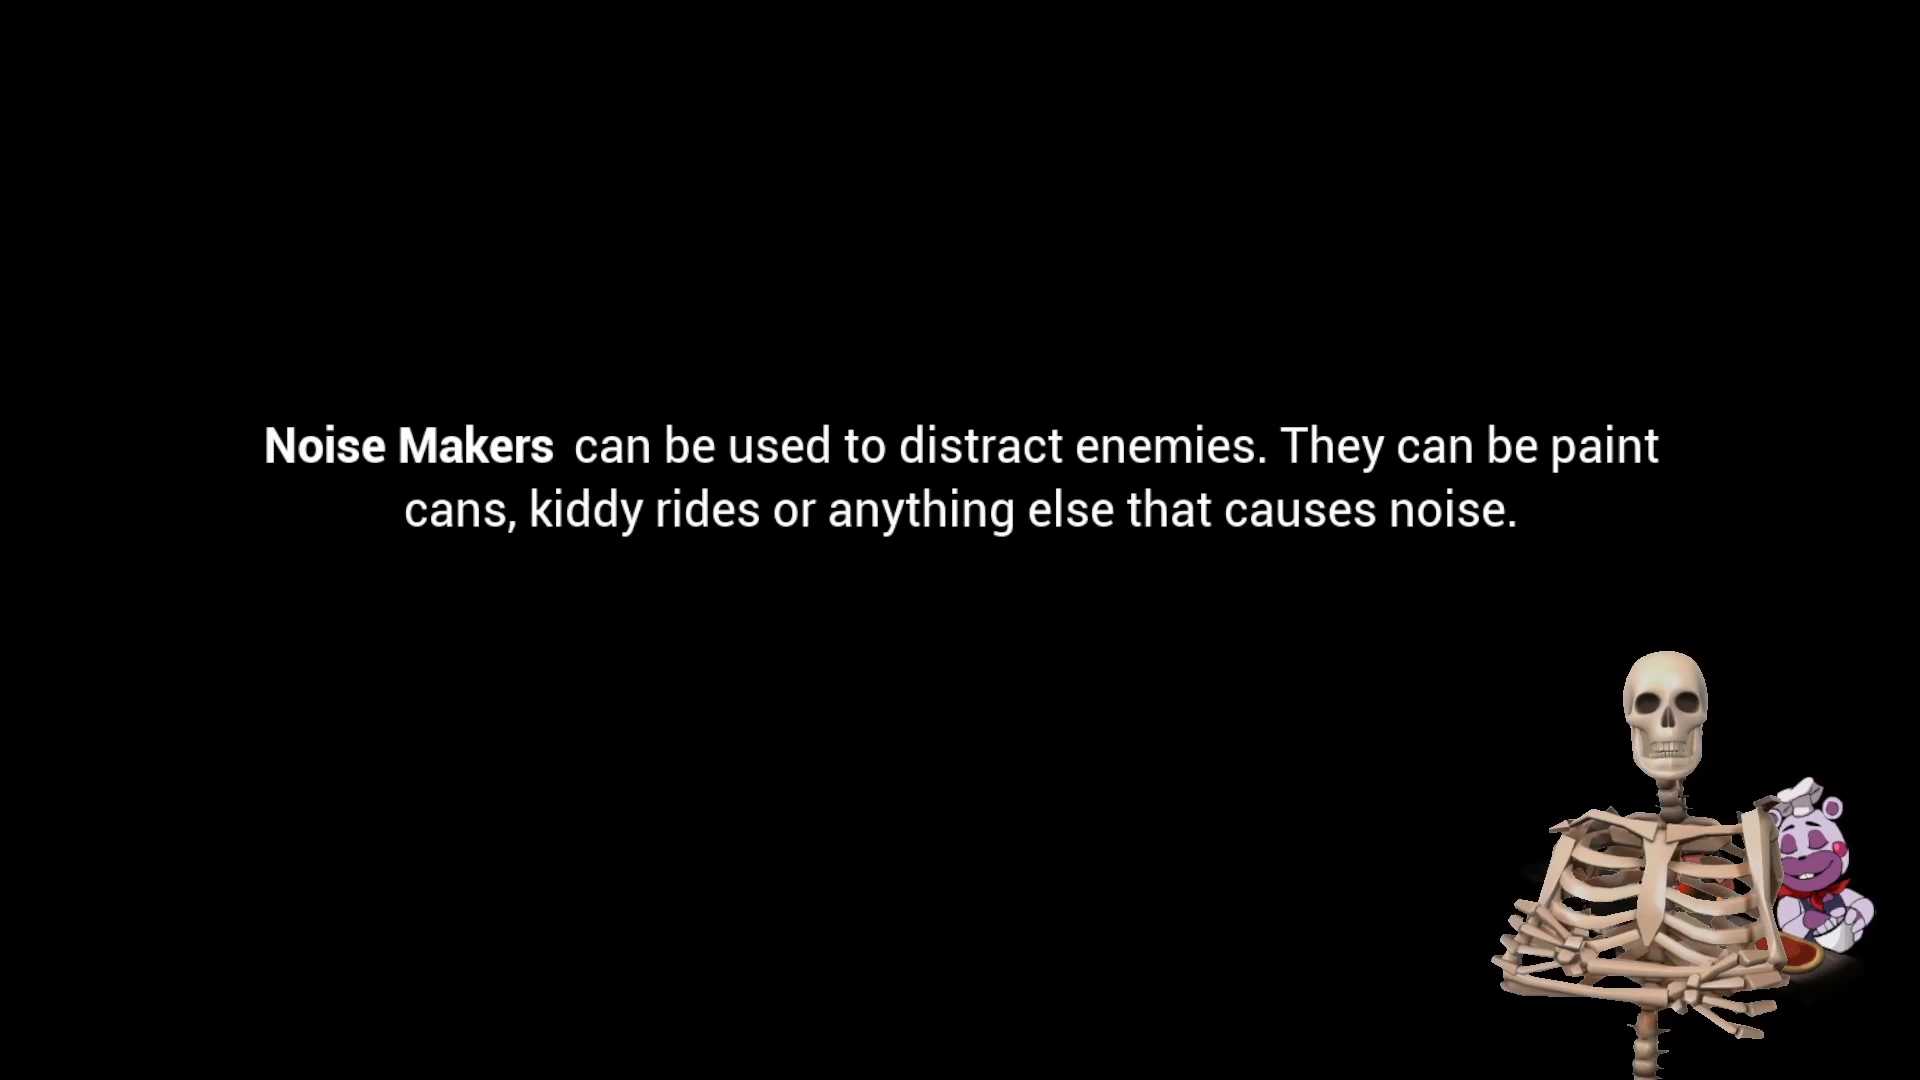 Noise Makers can be used to distract enemies. They can be paint
cans, kiddy rides or anything else that causes noise.